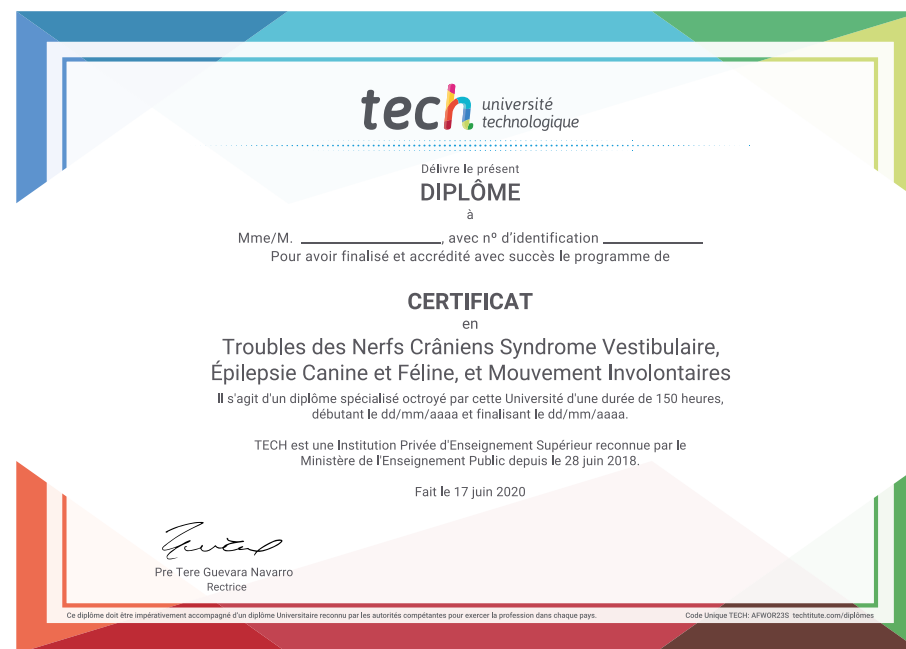 tech université
technologique
Délivre le présent
DIPLÔME
à
Mme/M. ____________________, avec nº d'identification ______________
Pour avoir finalisé et accrédité avec succès le programme de
CERTIFICAT
en
Troubles des Nerfs Crâniens Syndrome Vestibulaire,
Épilepsie Canine et Féline, et Mouvement Involontaires
Il s'agit d'un diplôme spécialisé octroyé par cette Université d'une durée de 150 heures,
débutant le dd/mm/aaaa et finalisant le dd/mm/aaaa.
TECH est une Institution Privée d'Enseignement Supérieur reconnue par le
Ministère de l'Enseignement Public depuis le 28 juin 2018.
Fait le 17 juin 2020
Pre Tere Guevara Navarro
Rectrice
Ce diplôme doit être impérativement accompagné d'un diplôme Universitaire reconnu par les autorités compétantes pour exercer la profession dans chaque pays.
Code Unique TECH: AFWOR23S techtitute.com/diplômes